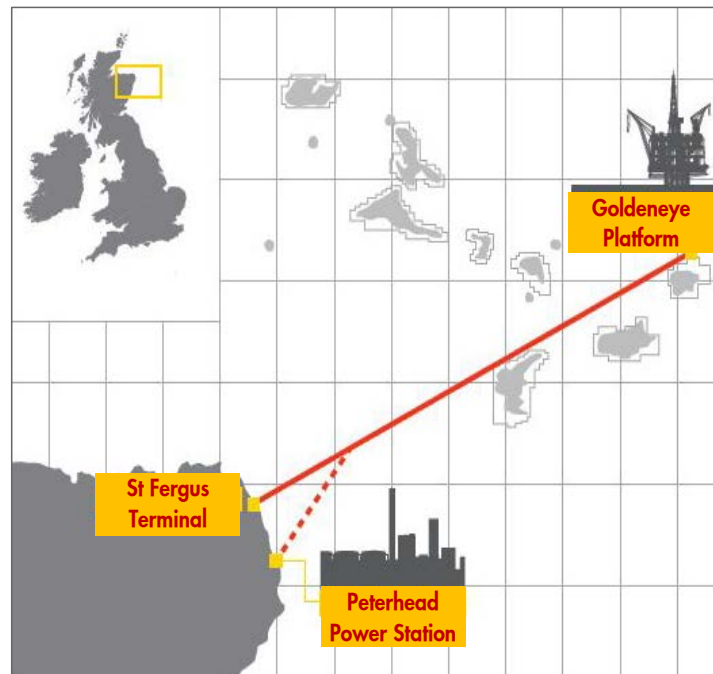 Goldeneye
Platform
St Fergus
Terminal
Peterhead
Power Station